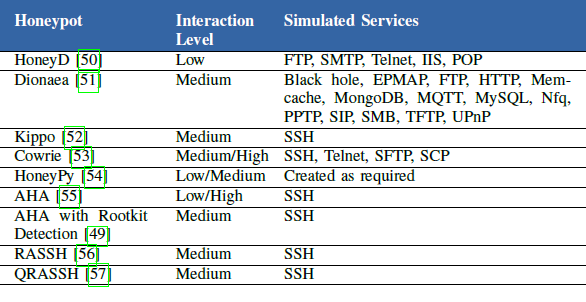 Honeypot Interaction Level Simulated Services
HoneyD [50] Low FTP, SMTP, Telnet, IIS, POP
Dionaea [51] Medium Black hole, EPMAP, FTP, HTTP, Mem-
cache, MongoDB, MQTT, MySQL, Nfq,
PPTP, SIP, SMB, TFTP, UPnP
Kippo [52] Medium SSH
Cowrie [53] Medium/High SSH, Telnet, SFTP, SCP
HoneyPy [54] Low/Medium Created as required
AHA [55] Low/High SSH
AHA with Rootkit Medium SSH
Detection [49]
RASSH [56] Medium SSH
QRASSH [57] Medium SSH